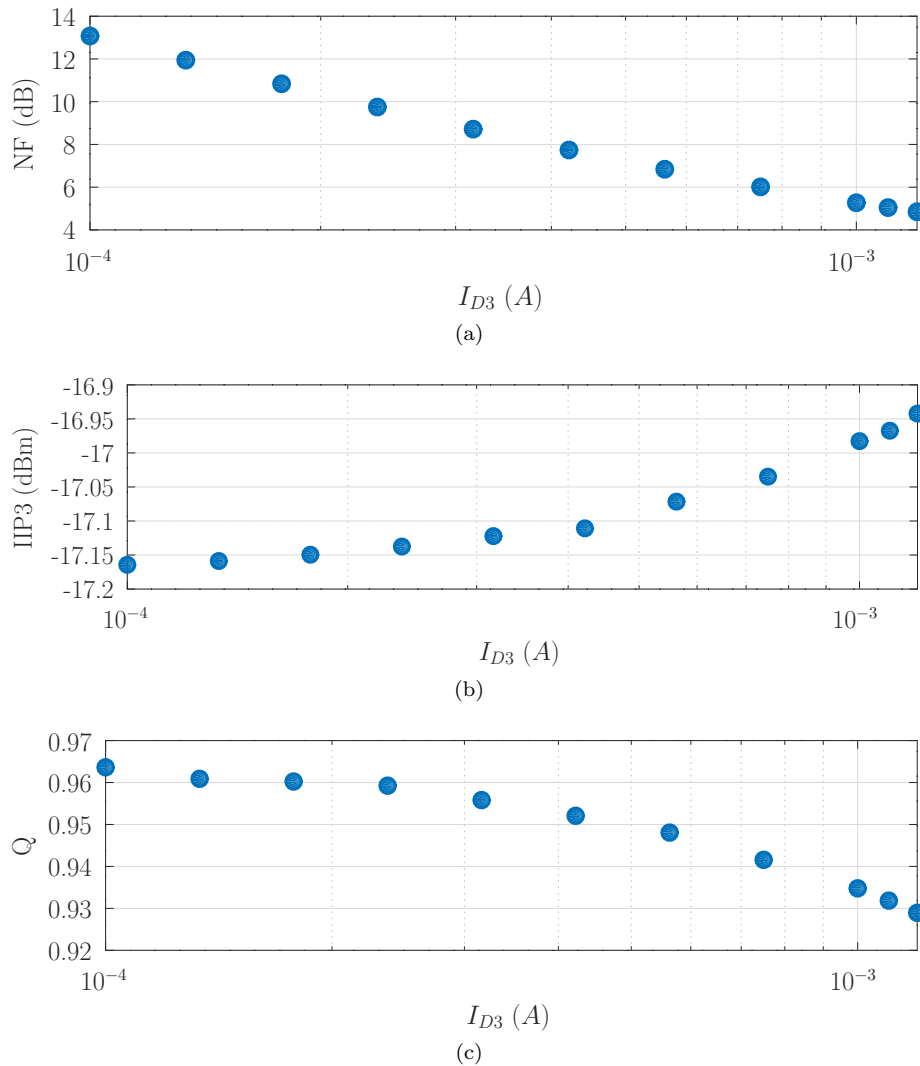 14
12
10
8
6
4
NF (dB)
10⁻⁴
10⁻³
I_{D3} (A)
(a)
-16.9
-16.95
-17
-17.05
-17.1
-17.15
-17.2
IIP3 (dBm)
10⁻⁴
10⁻³
I_{D3} (A)
(b)
0.97
0.96
0.95
0.94
0.93
0.92
Q
10⁻⁴
10⁻³
I_{D3} (A)
(c)